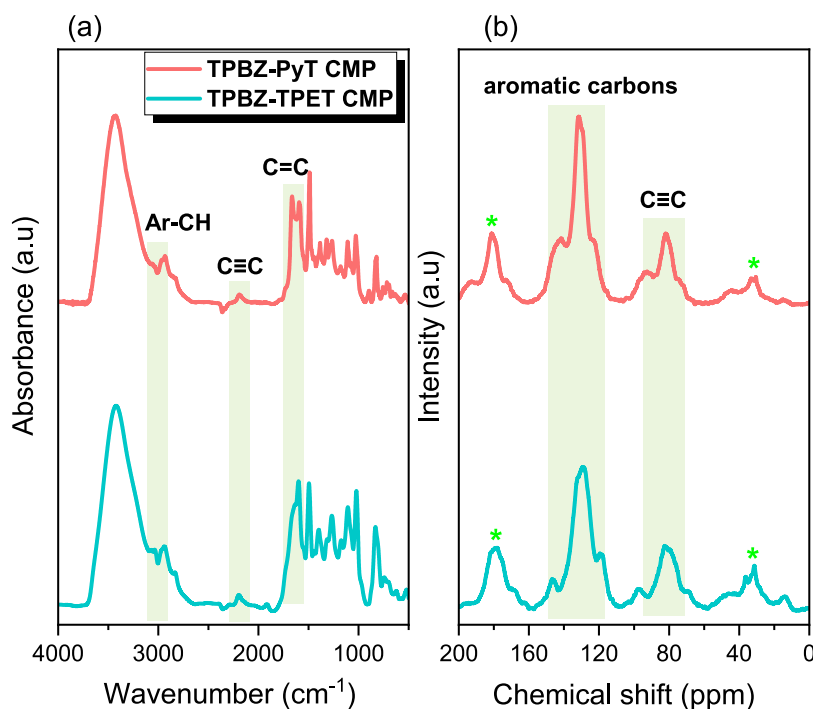 (a)
(b)
TPBZ-PyT CMP
TPBZ-TPET CMP
Ar-CH
C≡C
C=C
aromatic carbons
C≡C
*
*
*
*
Absorbance (a.u)
Intensity (a.u)
4000 3000 2000 1000
200 160 120 80 40 0
Wavenumber (cm⁻¹)
Chemical shift (ppm)